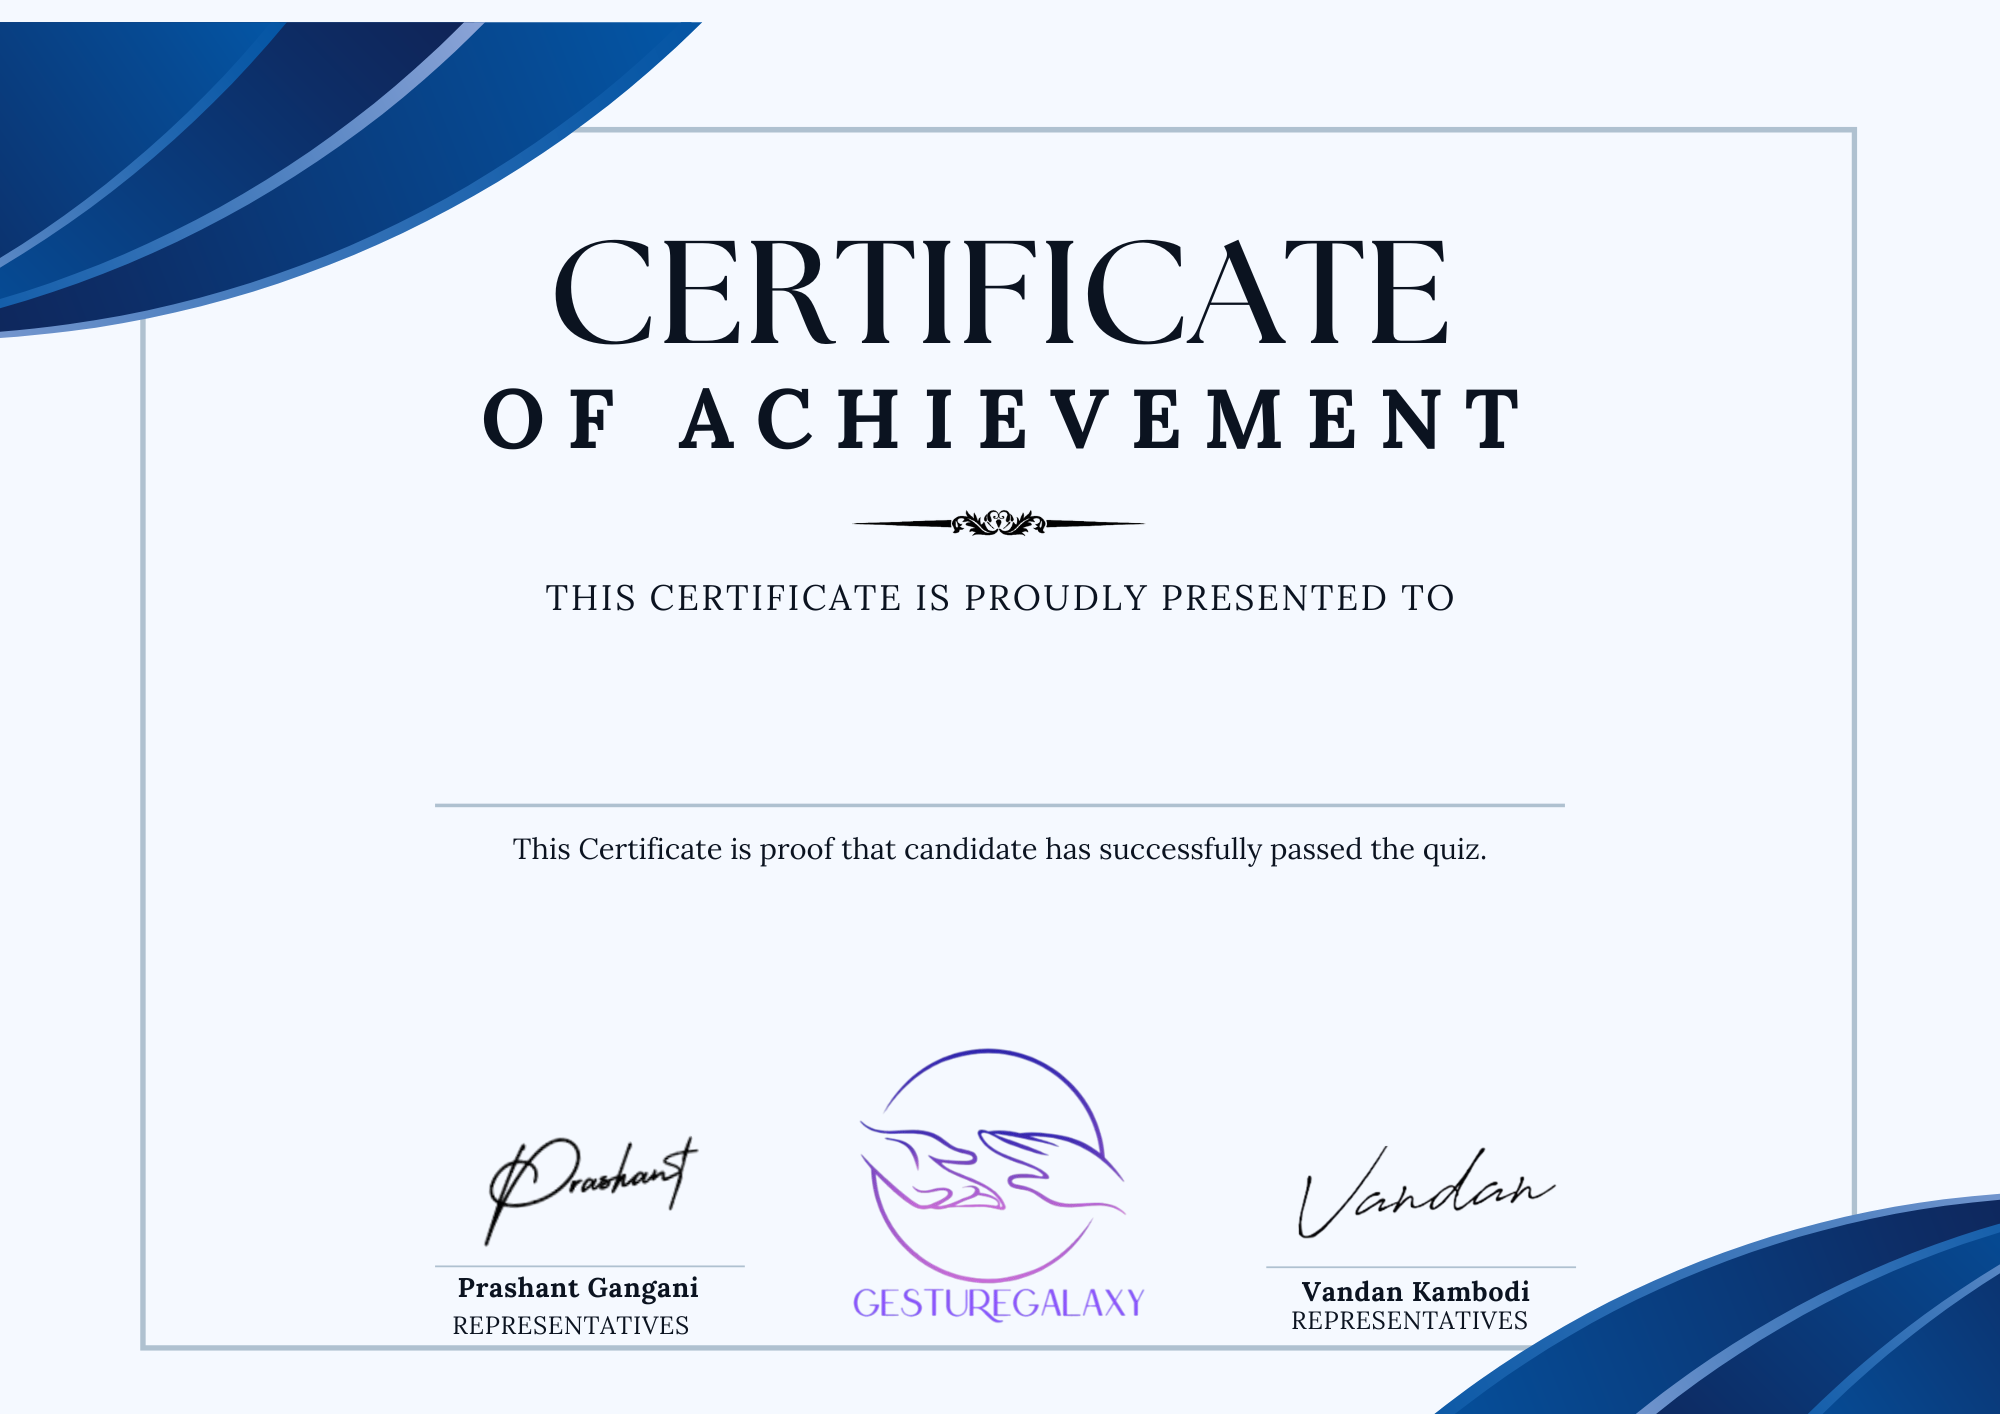 CERTIFICATE
OF ACHIEVEMENT
THIS CERTIFICATE IS PROUDLY PRESENTED TO
This Certificate is proof that candidate has successfully passed the quiz.
Prashant
Vandan
Prashant Gangani
REPRESENTATIVES
GESTUREGALAXY
Vandan Kambodi
REPRESENTATIVES